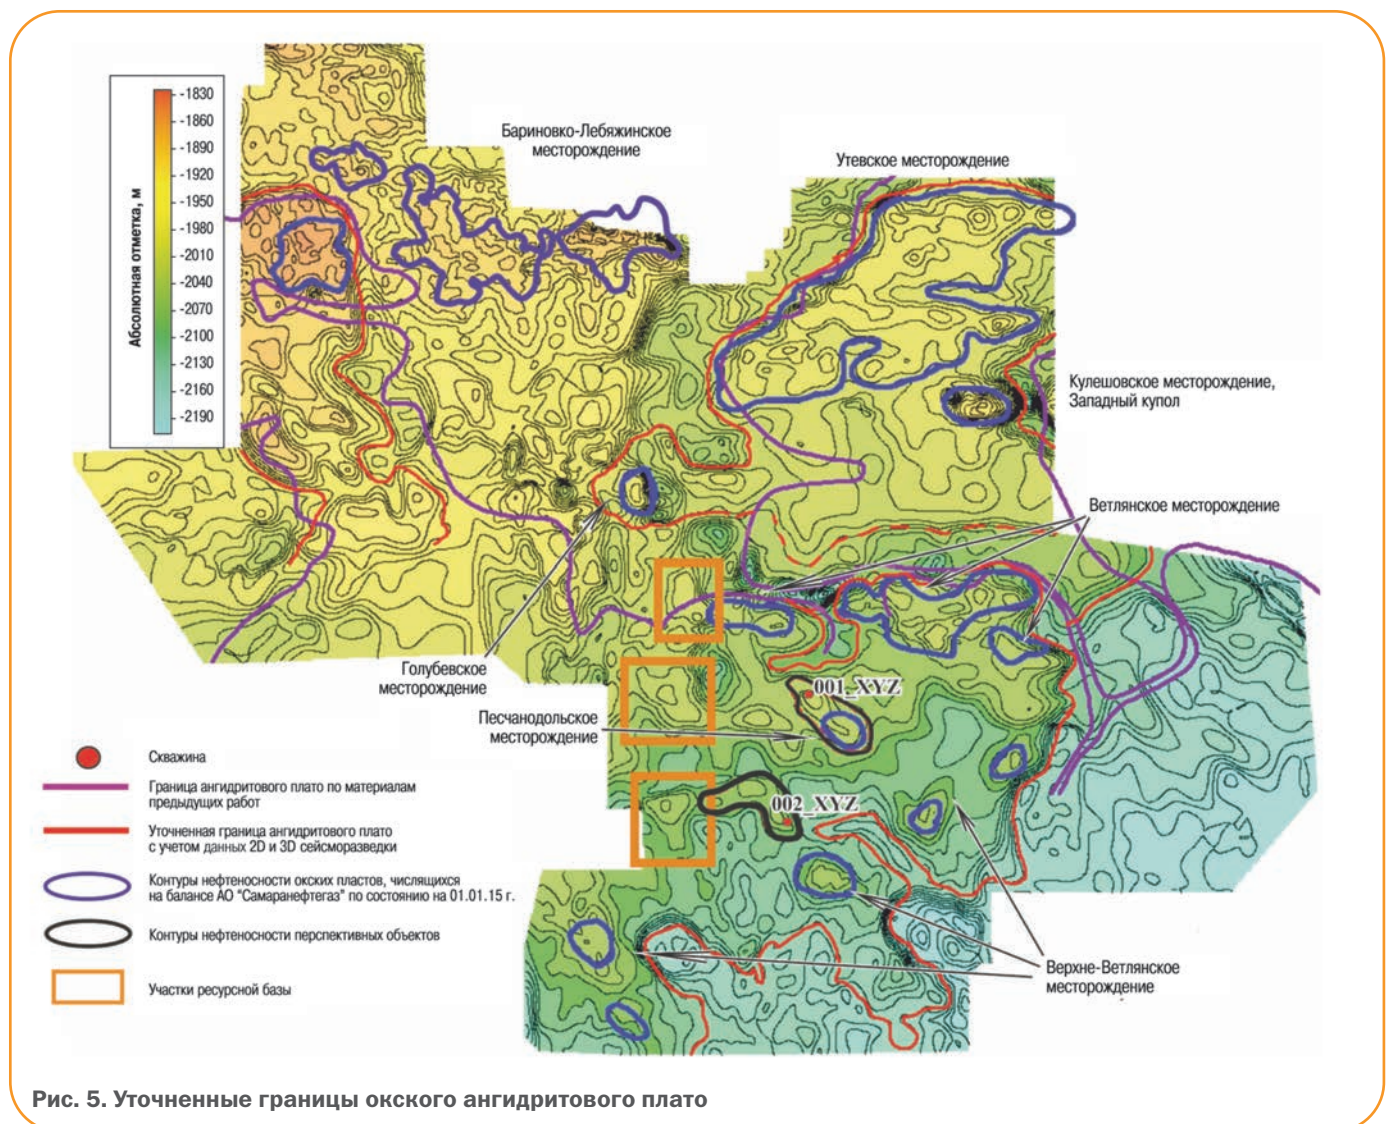 Абсолютная отметка, м
-1830
-1860
-1890
-1920
-1950
-1980
-2010
-2040
-2070
-2100
-2130
-2160
-2190
Бариновко-Лебяжинское
месторождение
Утевское месторождение
Кулешовское месторождение,
Западный купол
Ветлянское месторождение
Голубевское
месторождение
001_XYZ
Песчанодольское
месторождение
002_XYZ
Верхне-Ветлянское
месторождение
Скважина
Граница ангидритового плато по материалам
предыдущих работ
Уточненная граница ангидритового плато
с учетом данных 2D и 3D сейсморазведки
Контуры нефтеносности окских пластов, числящихся
на балансе АО "Самаранефтегаз" по состоянию на 01.01.15 г.
Контуры нефтеносности перспективных объектов
Участки ресурсной базы
Рис. 5. Уточненные границы окского ангидритового плато